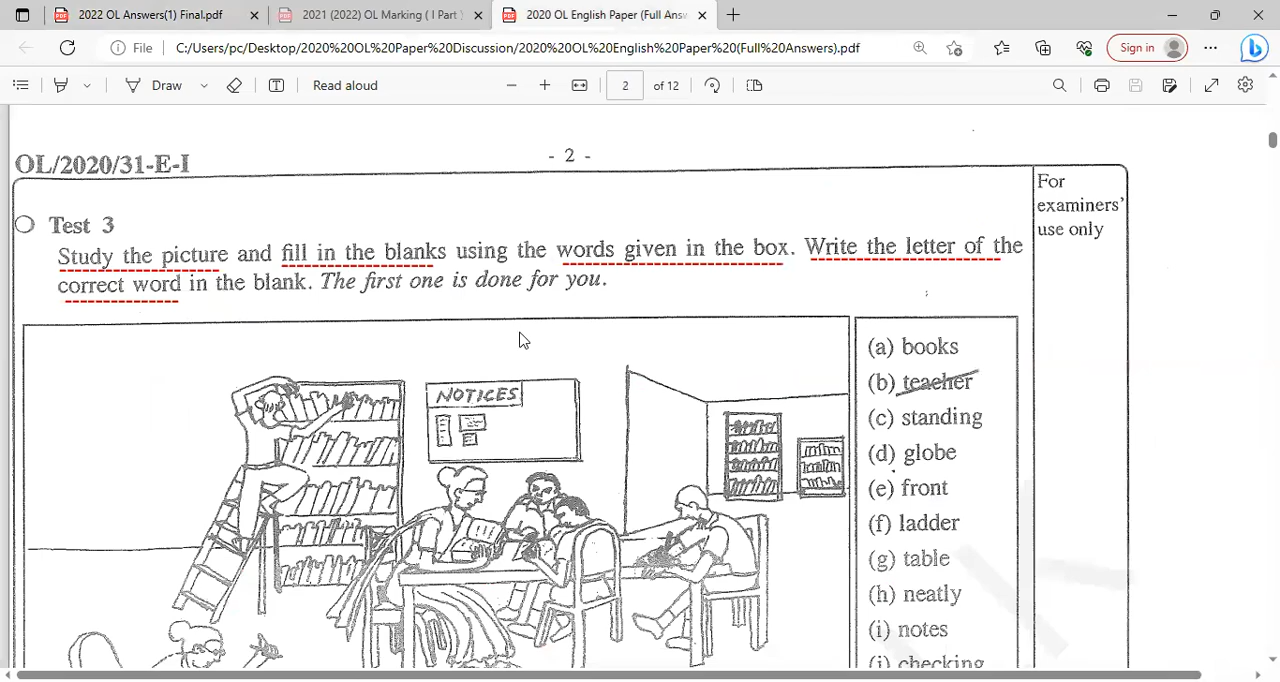 2022 OL Answers(1) Final.pdf
2021 (2022) OL Marking ( I Part )
2020 OL English Paper (Full Ansv
File
C:/Users/pc/Desktop/2020%20OL%20Paper%20Discussion/2020%20OL%20English%20Paper%20(Full%20Answers).pdf
Sign in
Draw
Read aloud
2
of 12
OL/2020/31-E-I
- 2 -
For
examiners'
use only
Test 3
Study the picture and fill in the blanks using the words given in the box. Write the letter of the
correct word in the blank. The first one is done for you.
NOTICES
(a) books
(b) teacher
(c) standing
(d) globe
(e) front
(f) ladder
(g) table
(h) neatly
(i) notes
(j) checking